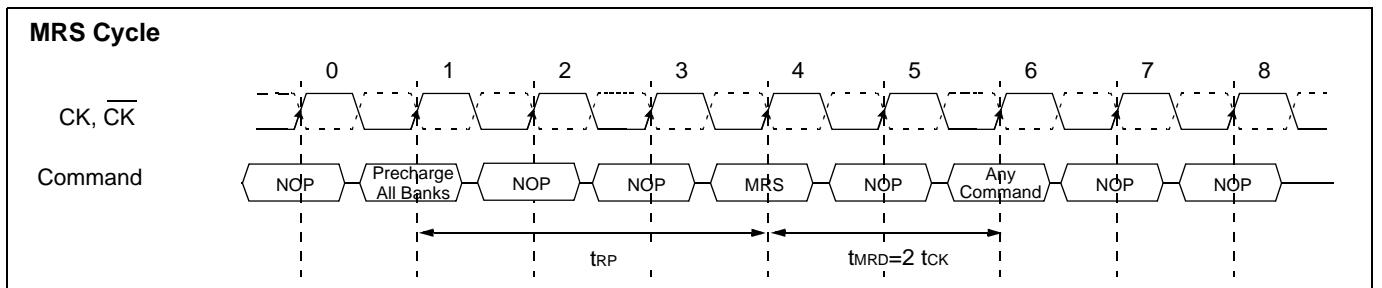 MRS Cycle
0 1 2 3 4 5 6 7 8
CK, C̅K̅
Command
NOP Precharge All Banks NOP NOP MRS NOP Any Command NOP NOP
tRP tMRD=2 tCK